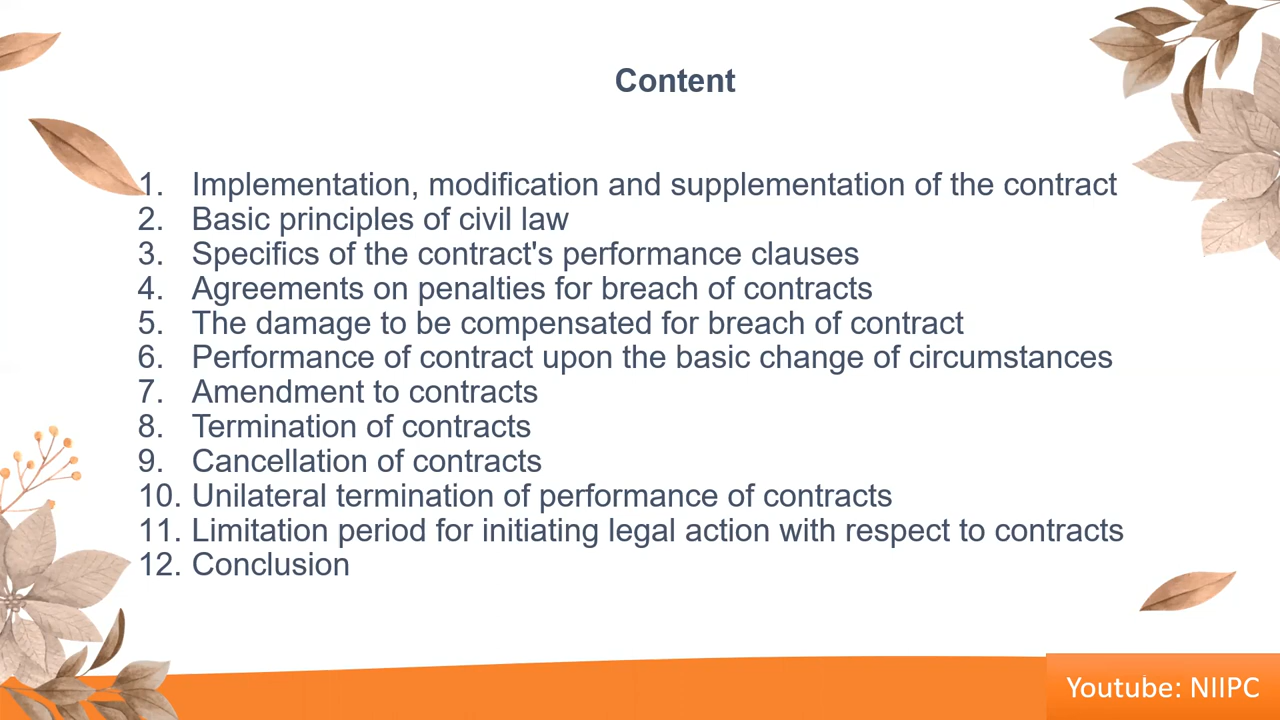 Content
1. Implementation, modification and supplementation of the contract
2. Basic principles of civil law
3. Specifics of the contract's performance clauses
4. Agreements on penalties for breach of contracts
5. The damage to be compensated for breach of contract
6. Performance of contract upon the basic change of circumstances
7. Amendment to contracts
8. Termination of contracts
9. Cancellation of contracts
10. Unilateral termination of performance of contracts
11. Limitation period for initiating legal action with respect to contracts
12. Conclusion
Youtube: NIIPC